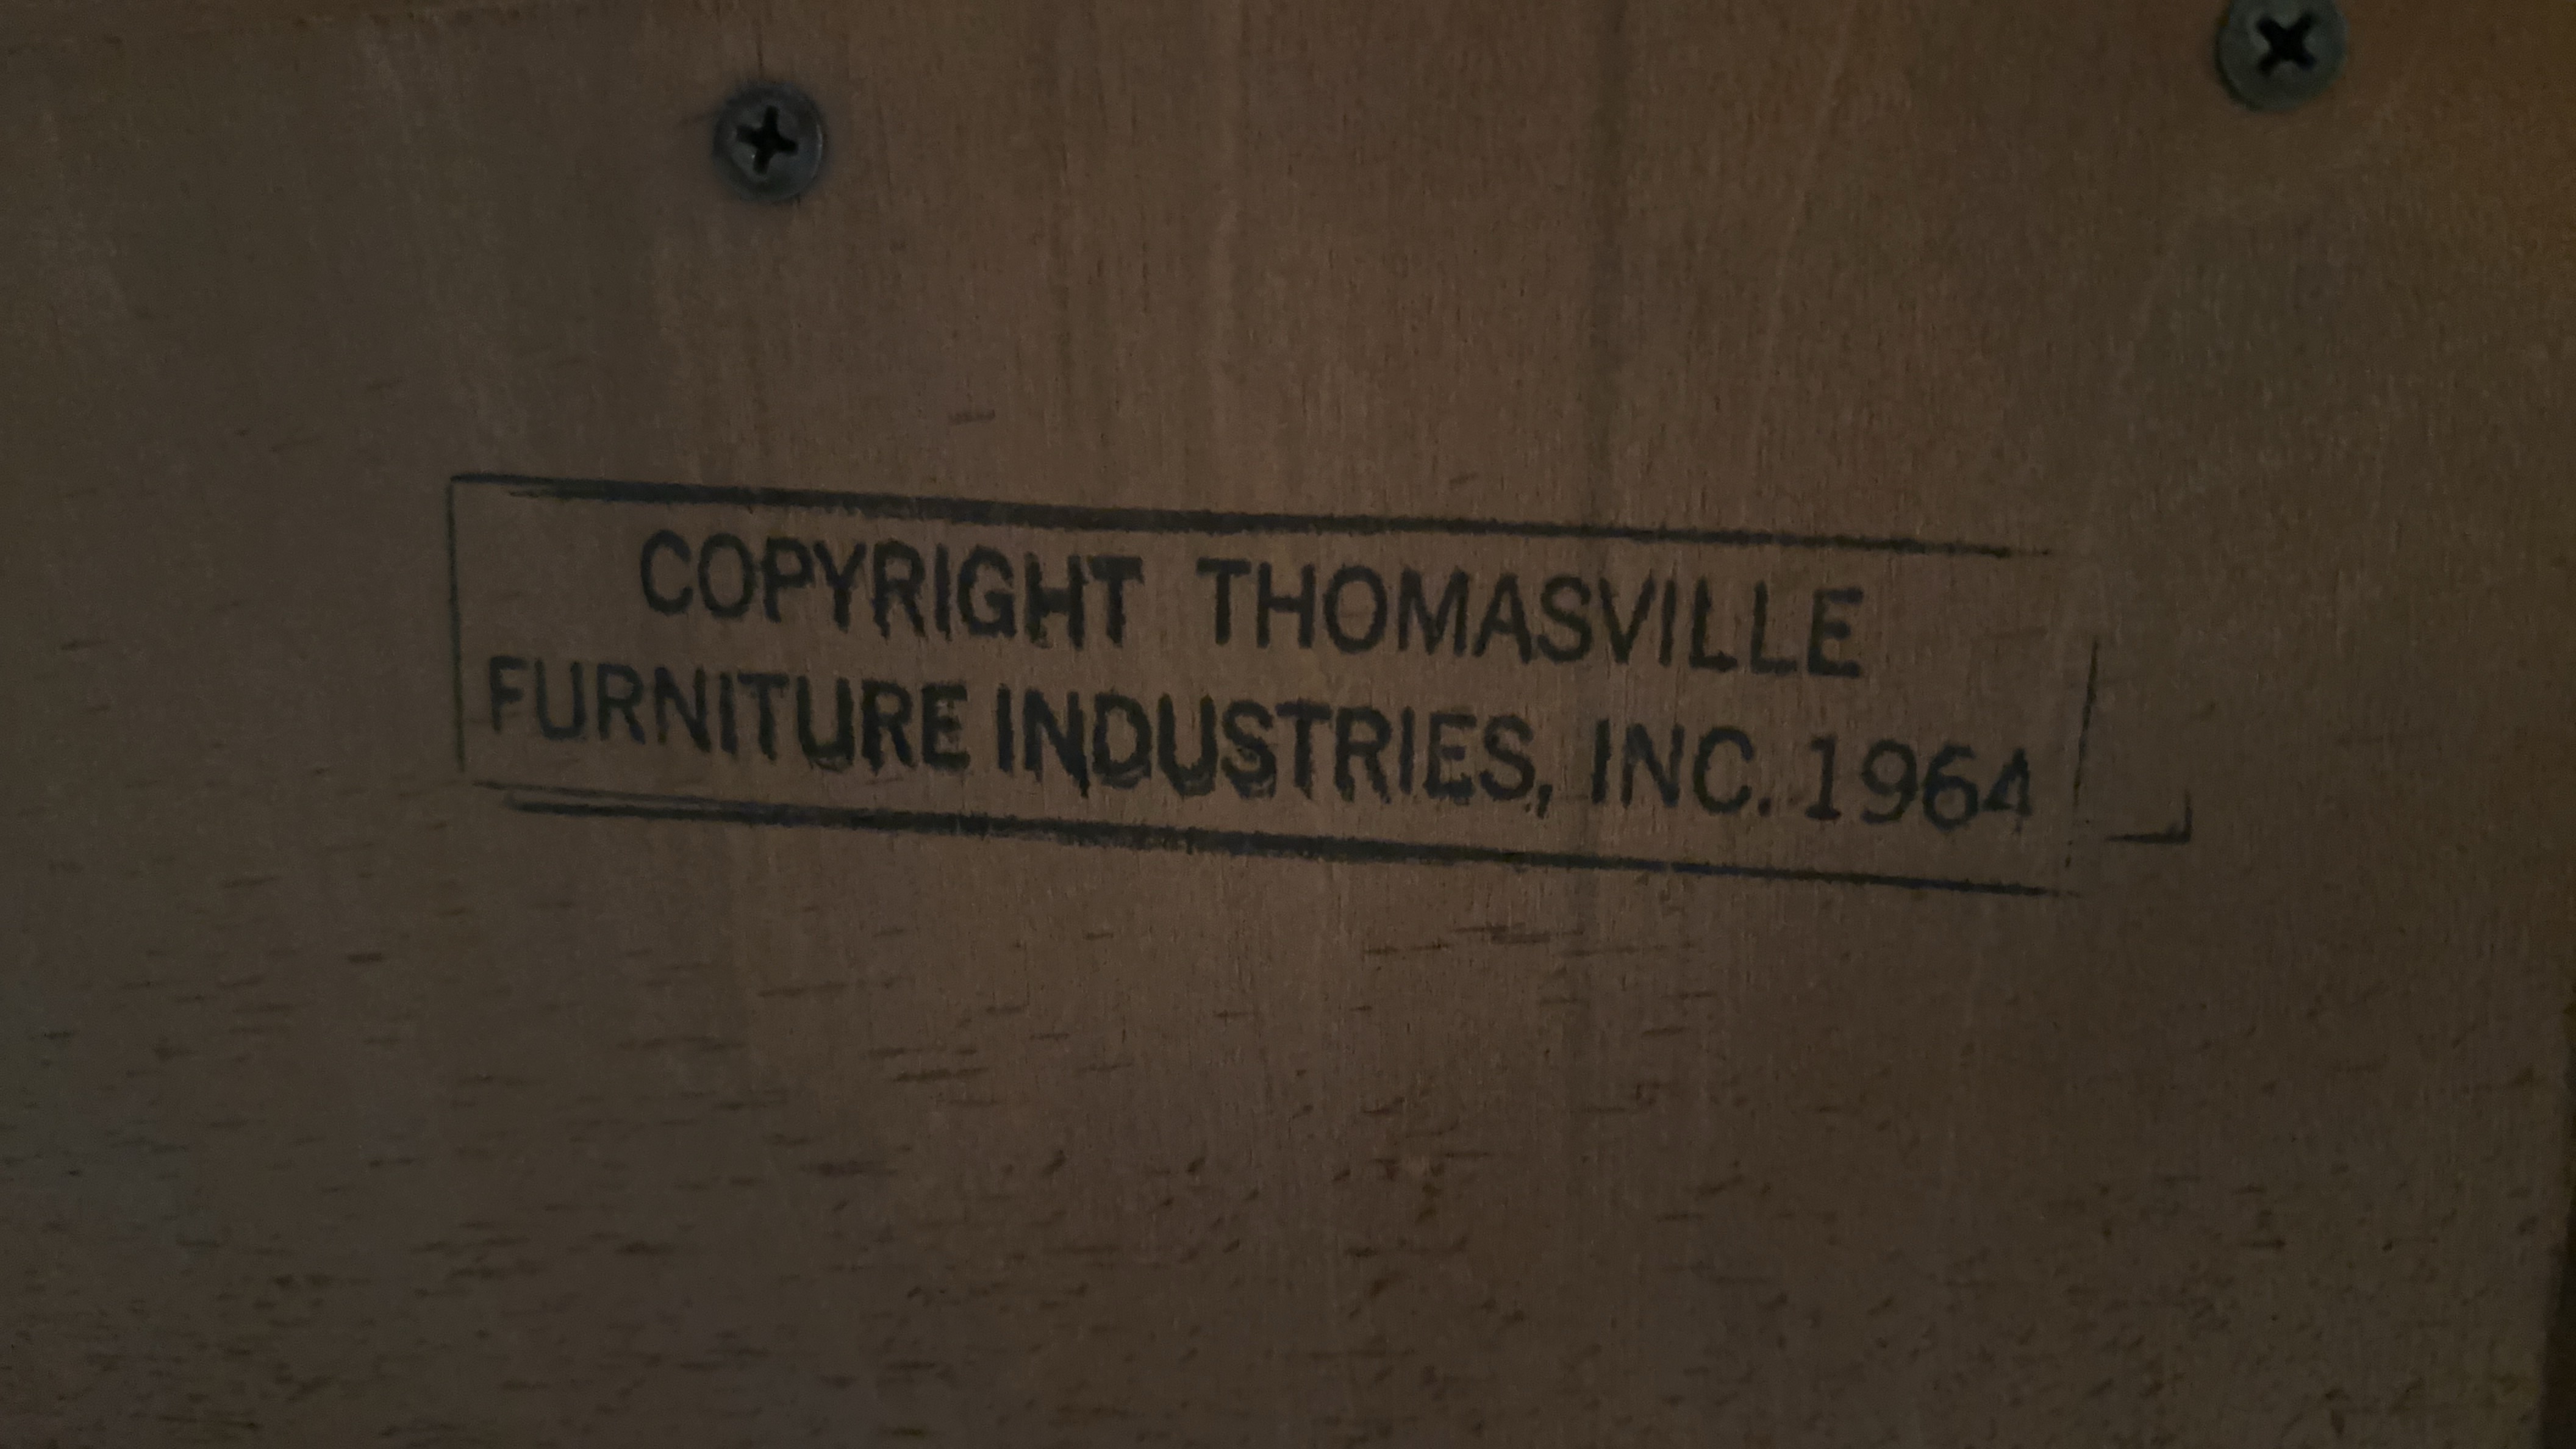 COPYRIGHT THOMASVILLE
FURNITURE INDUSTRIES, INC. 1964